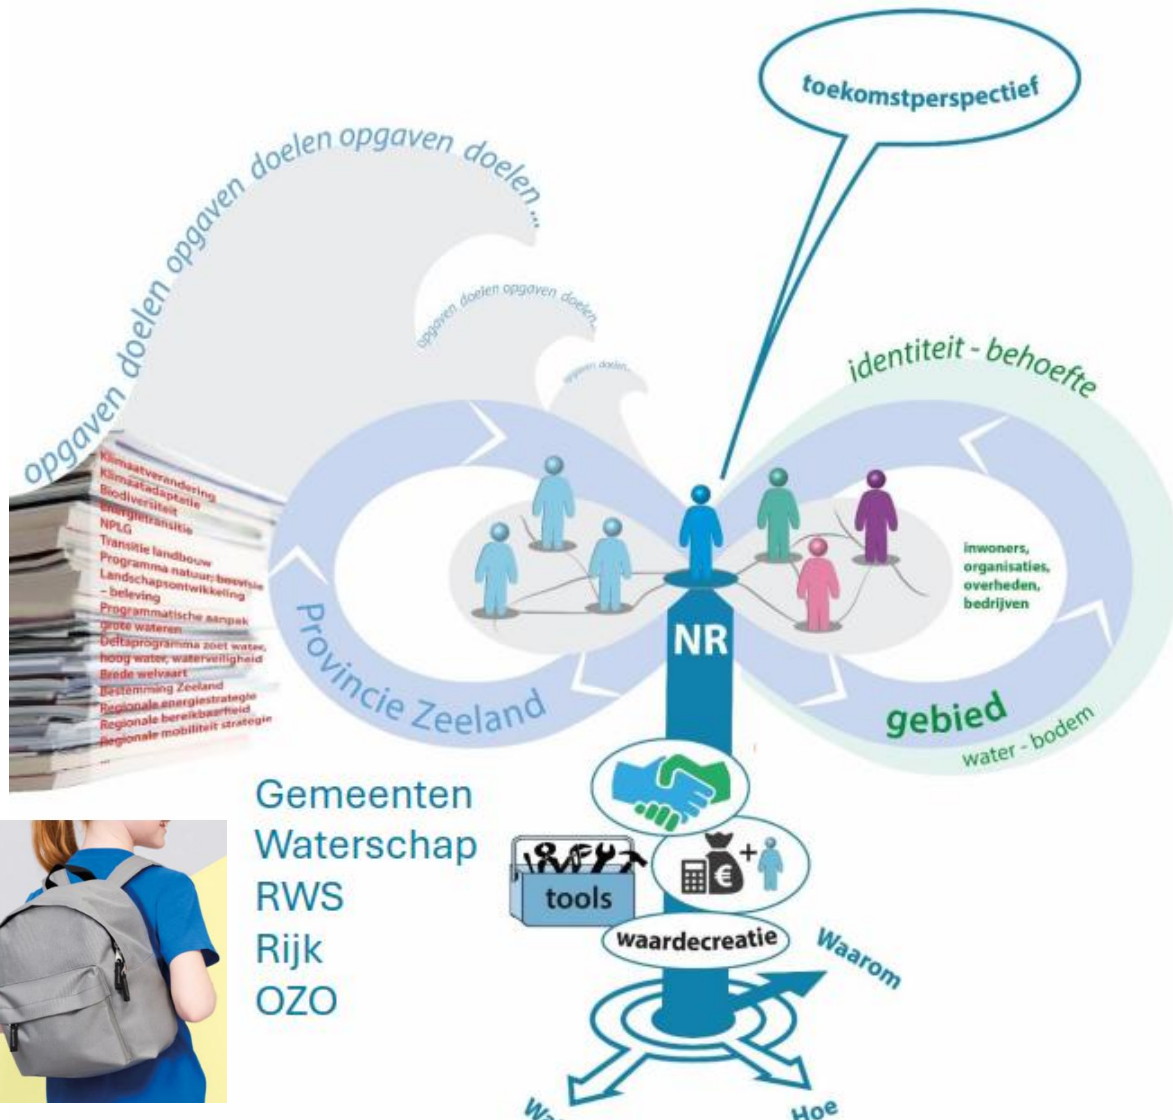 toekomstperspectief
opgaven doelen opgaven doelen opgaven doelen...
opgaven doelen opgaven doelen...
opgaven doelen...
identiteit - behoefte
Klimaatverandering
Klimaatadaptatie
Biodiversiteit
Energietransitie
NPLG
Transitie landbouw
Programma natuur, bosvisie
Landschapsontwikkeling
- beleving
Programmatische aanpak
grote wateren
Deltaprogramma zoet water,
hoog water, waterveiligheid
Brede welvaart
Bestemming Zeeland
Regionale energiestrategie
Regionale bereikbaarheid
Regionale mobiliteit strategie
...
inwoners,
organisaties,
overheden,
bedrijven
Provincie Zeeland
NR
gebied
water - bodem
Gemeenten
Waterschap
RWS
Rijk
OZO
€
+
tools
waardecreatie
Waarom
Hoe